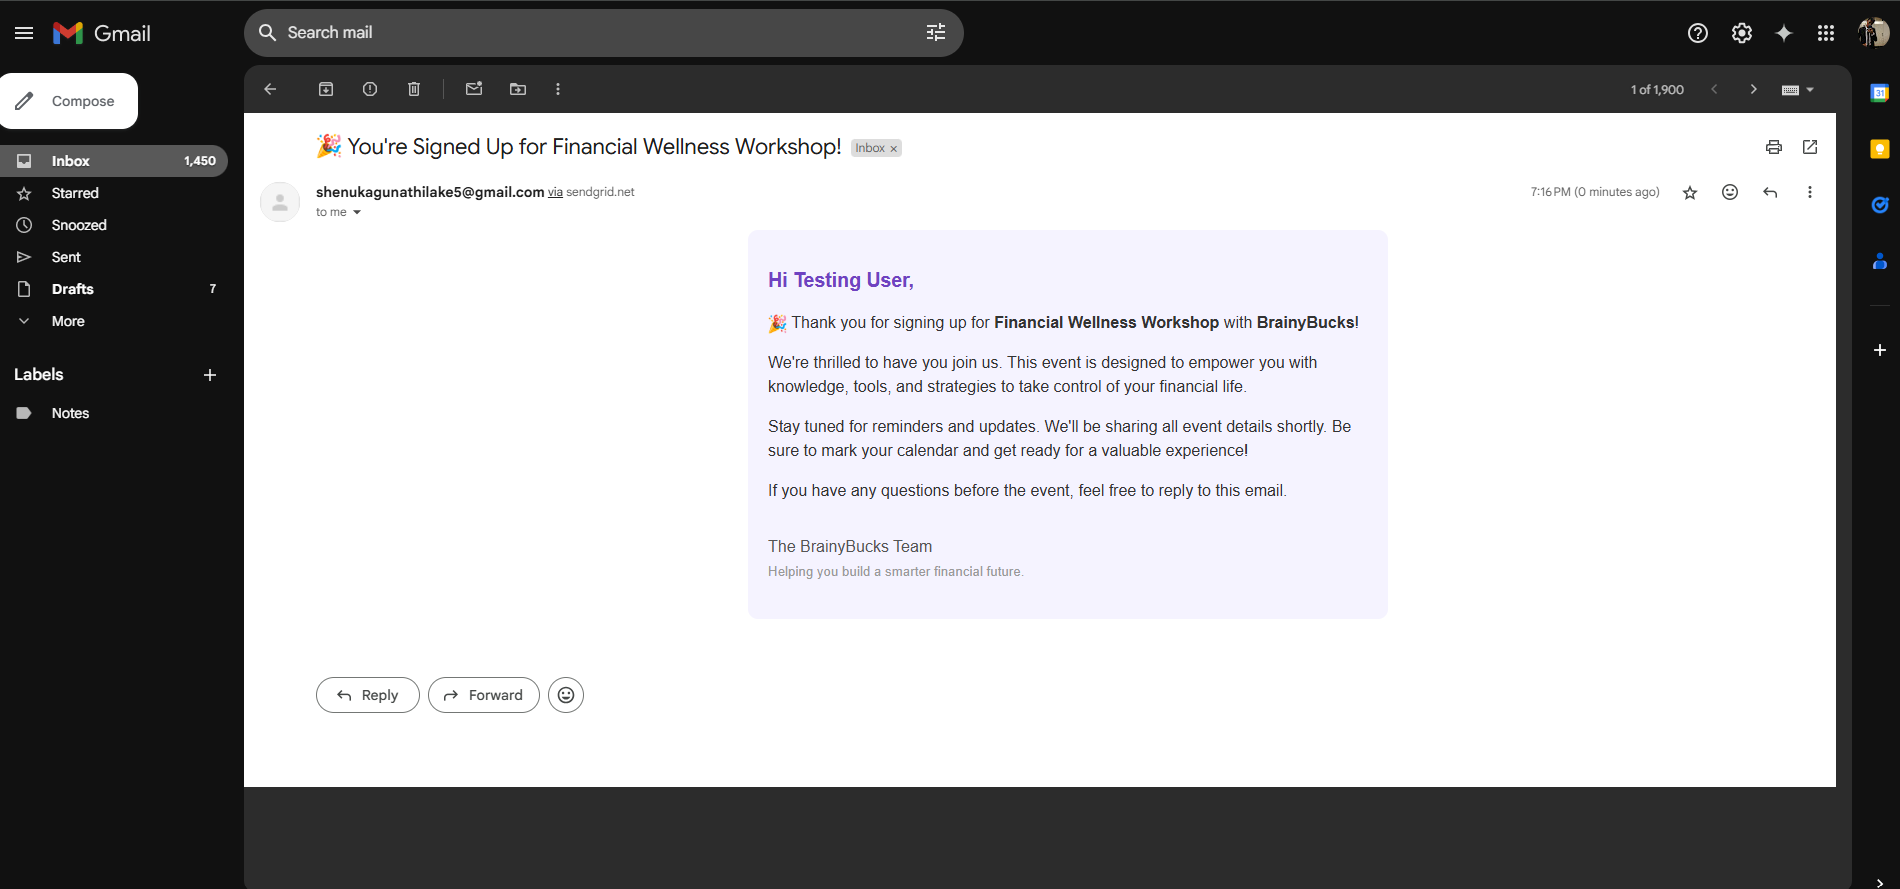 Gmail
Search mail
Compose
1 of 1,900
Inbox 1,450
Starred
Snoozed
Sent
Drafts 7
More
Labels
Notes
🎉 You're Signed Up for Financial Wellness Workshop! Inbox x
shenukagunathilake5@gmail.com via sendgrid.net
7:16 PM (0 minutes ago)
to me
Hi Testing User,
🎉 Thank you for signing up for Financial Wellness Workshop with BrainyBucks!
We're thrilled to have you join us. This event is designed to empower you with
knowledge, tools, and strategies to take control of your financial life.
Stay tuned for reminders and updates. We'll be sharing all event details shortly. Be
sure to mark your calendar and get ready for a valuable experience!
If you have any questions before the event, feel free to reply to this email.
The BrainyBucks Team
Helping you build a smarter financial future.
Reply
Forward
31